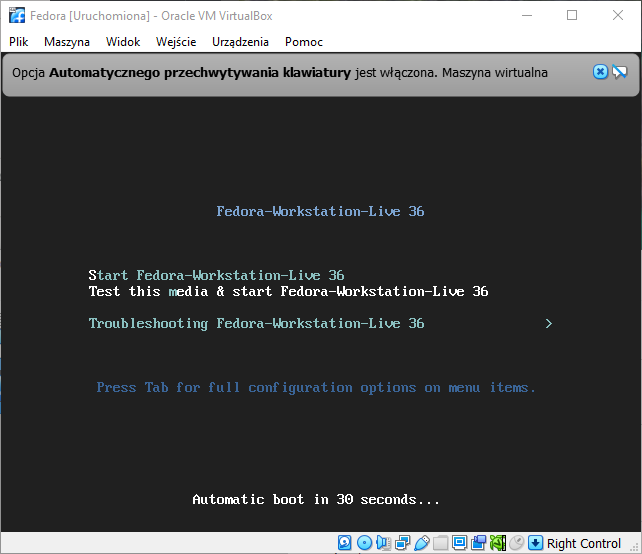 Fedora [Uruchomiona] - Oracle VM VirtualBox
Plik Maszyna Widok Wejście Urządzenia Pomoc
Opcja Automatycznego przechwytywania klawiatury jest włączona. Maszyna wirtualna
Fedora-Workstation-Live 36
Start Fedora-Workstation-Live 36
Test this media & start Fedora-Workstation-Live 36
Troubleshooting Fedora-Workstation-Live 36 >
Press Tab for full configuration options on menu items.
Automatic boot in 30 seconds...
Right Control